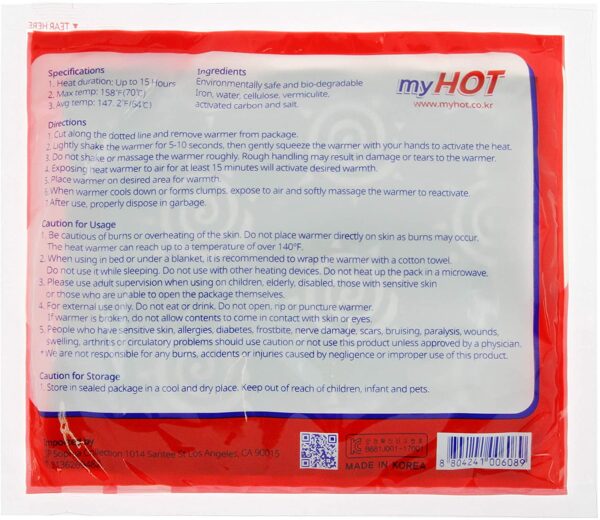 ▼ TEAR HERE
Specifications
1. Heat duration: Up to 15 Hours
2. Max temp: 158°F(70℃)
3. Avg temp: 147. 2°F(64℃)
Ingredients
Environmentally safe and bio-degradable
Iron, water, cellulose, vermiculite,
activated carbon and salt.
myHOT
www.myhot.co.kr
Directions
1. Cut along the dotted line and remove warmer from package.
2. Lightly shake the warmer for 5-10 seconds, then gently squeeze the warmer with your hands to activate the heat.
3. Do not shake or massage the warmer roughly. Rough handling may result in damage or tears to the warmer.
4. Exposing heat warmer to air for at least 15 minutes will activate desired warmth.
5. Place warmer on desired area for warmth.
6. When warmer cools down or forms clumps, expose to air and softly massage the warmer to reactivate.
After use, properly dispose in garbage.
Caution for Usage
1. Be cautious of burns or overheating of the skin. Do not place warmer directly on skin as burns may occur.
The heat warmer can reach up to a temperature of over 140°F.
2. When using in bed or under a blanket, it is recommended to wrap the warmer with a cotton towel.
Do not use it while sleeping. Do not use with other heating devices. Do not heat up the pack in a microwave.
3. Please use adult supervision when using on children, elderly, disabled, those with sensitive skin
or those who are unable to open the package themselves.
4. For external use only. Do not eat or drink. Do not open, rip or puncture warmer.
If warmer is broken, do not allow contents to come in contact with skin or eyes.
5. People who have sensitive skin, allergies, diabetes, frostbite, nerve damage, scars, bruising, paralysis, wounds,
swelling, arthritis or circulatory problems should use caution or not use this product unless approved by a physician.
* We are not responsible for any burns, accidents or injuries caused by negligence or improper use of this product.
Caution for Storage
1. Store in sealed package in a cool and dry place. Keep out of reach of children, infant and pets.
Imported by
1014 Santee St Los Angeles, CA 90015
B681J001-17001
MADE IN KOREA
8 804241 006089